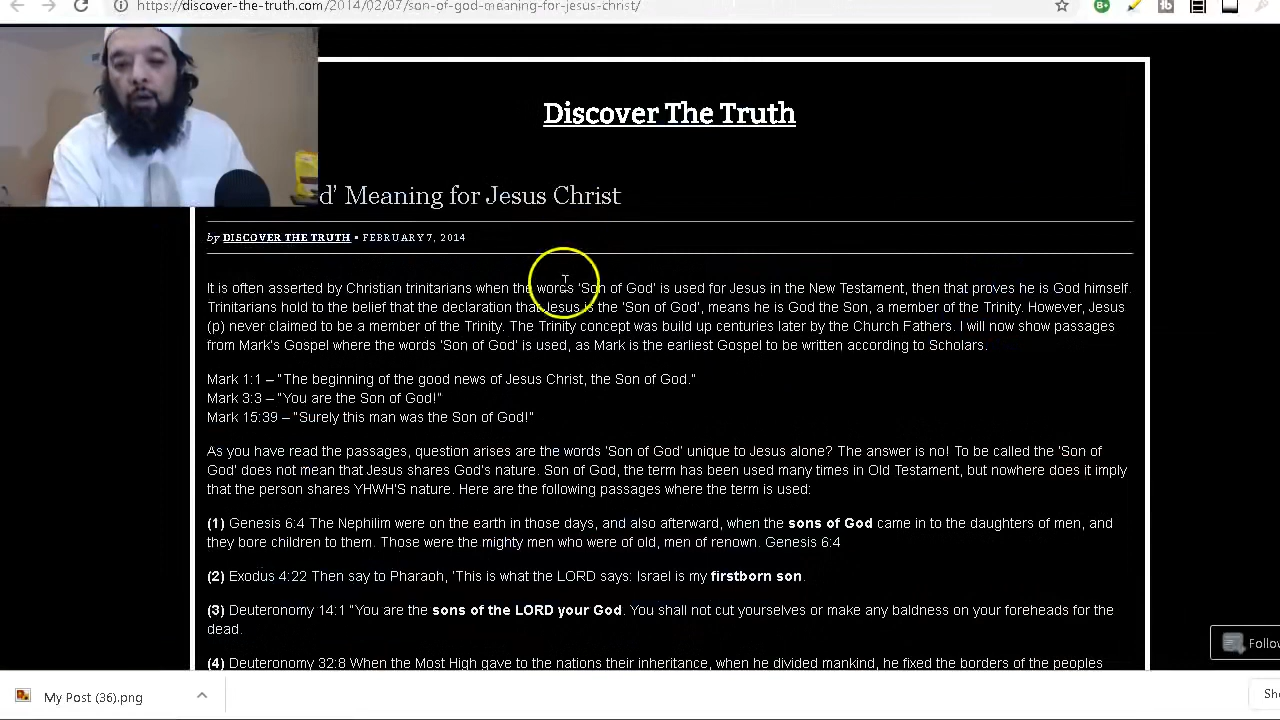 https://discover-the-truth.com/2014/02/07/son-of-god-meaning-for-jesus-christ/
Discover The Truth
d' Meaning for Jesus Christ
by DISCOVER THE TRUTH • FEBRUARY 7, 2014
It is often asserted by Christian trinitarians when the words 'Son of God' is used for Jesus in the New Testament, then that proves he is God himself.
Trinitarians hold to the belief that the declaration that Jesus is the 'Son of God', means he is God the Son, a member of the Trinity. However, Jesus
(p) never claimed to be a member of the Trinity. The Trinity concept was build up centuries later by the Church Fathers. I will now show passages
from Mark's Gospel where the words 'Son of God' is used, as Mark is the earliest Gospel to be written according to Scholars.
Mark 1:1 – "The beginning of the good news of Jesus Christ, the Son of God."
Mark 3:3 – "You are the Son of God!"
Mark 15:39 – "Surely this man was the Son of God!"
As you have read the passages, question arises are the words 'Son of God' unique to Jesus alone? The answer is no! To be called the 'Son of
God' does not mean that Jesus shares God's nature. Son of God, the term has been used many times in Old Testament, but nowhere does it imply
that the person shares YHWH'S nature. Here are the following passages where the term is used:
(1) Genesis 6:4 The Nephilim were on the earth in those days, and also afterward, when the sons of God came in to the daughters of men, and
they bore children to them. Those were the mighty men who were of old, men of renown. Genesis 6:4
(2) Exodus 4:22 Then say to Pharaoh, 'This is what the LORD says: Israel is my firstborn son.
(3) Deuteronomy 14:1 "You are the sons of the LORD your God. You shall not cut yourselves or make any baldness on your foreheads for the
dead.
(4) Deuteronomy 32:8 When the Most High gave to the nations their inheritance, when he divided mankind, he fixed the borders of the peoples
Follow
My Post (36).png